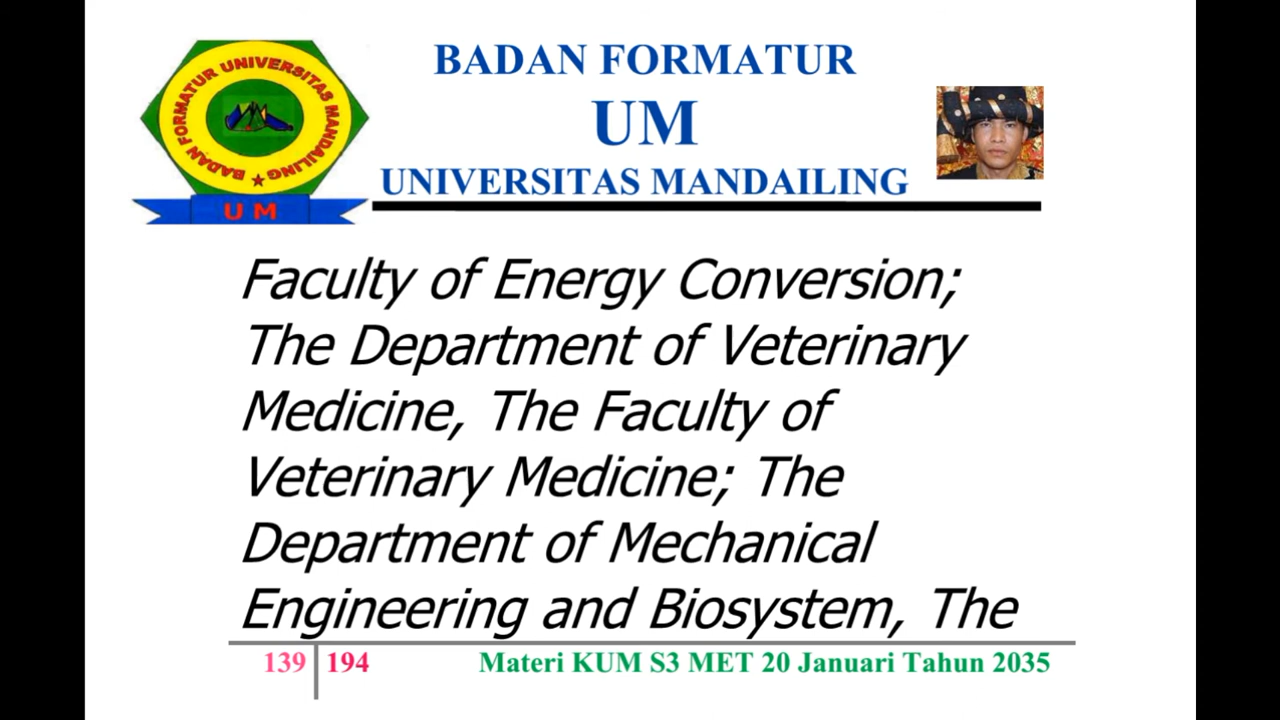 BADAN FORMATUR UNIVERSITAS MANDAILING
U M
BADAN FORMATUR
UM
UNIVERSITAS MANDAILING
Faculty of Energy Conversion;
The Department of Veterinary
Medicine, The Faculty of
Veterinary Medicine; The
Department of Mechanical
Engineering and Biosystem, The
139 194 Materi KUM S3 MET 20 Januari Tahun 2035